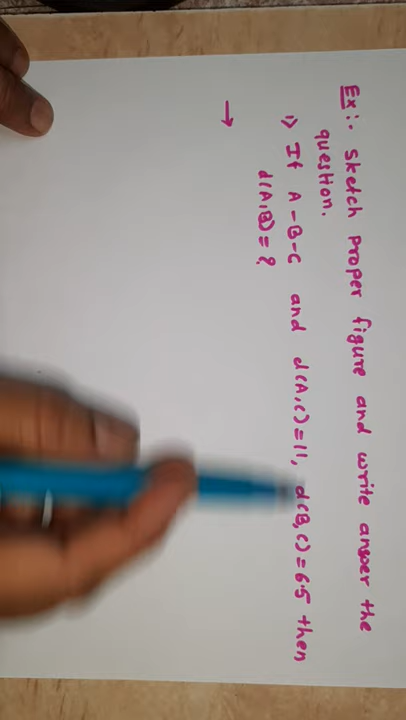 Ex:. sketch proper figure and write answer the
question.
1) If A-B-C and d(A,C)=11, d(B,C)=6.5 then
d(A,B)=?
→